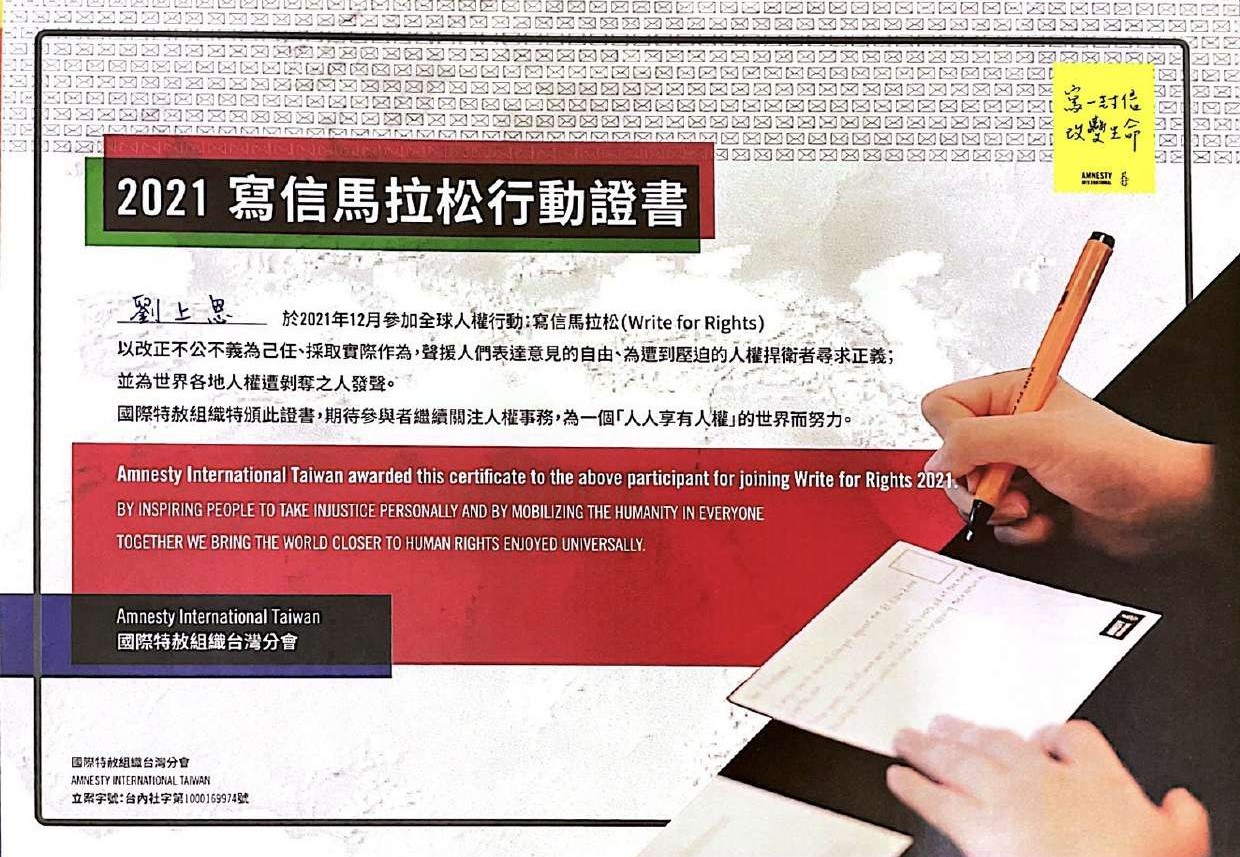 寫一封信
改變生命
AMNESTY
INTERNATIONAL
2021 寫信馬拉松行動證書
劉上恩 於2021年12月參加全球人權行動：寫信馬拉松(Write for Rights)
以改正不公不義為己任、採取實際作為，聲援人們表達意見的自由、為遭到壓迫的人權捍衛者尋求正義；
並為世界各地人權遭剝奪之人發聲。
國際特赦組織特頒此證書，期待參與者繼續關注人權事務，為一個「人人享有人權」的世界而努力。
Amnesty International Taiwan awarded this certificate to the above participant for joining Write for Rights 2021.
BY INSPIRING PEOPLE TO TAKE INJUSTICE PERSONALLY AND BY MOBILIZING THE HUMANITY IN EVERYONE
TOGETHER WE BRING THE WORLD CLOSER TO HUMAN RIGHTS ENJOYED UNIVERSALLY.
Amnesty International Taiwan
國際特赦組織台灣分會
國際特赦組織台灣分會
AMNESTY INTERNATIONAL TAIWAN
立案字號：台內社字第1000169974號